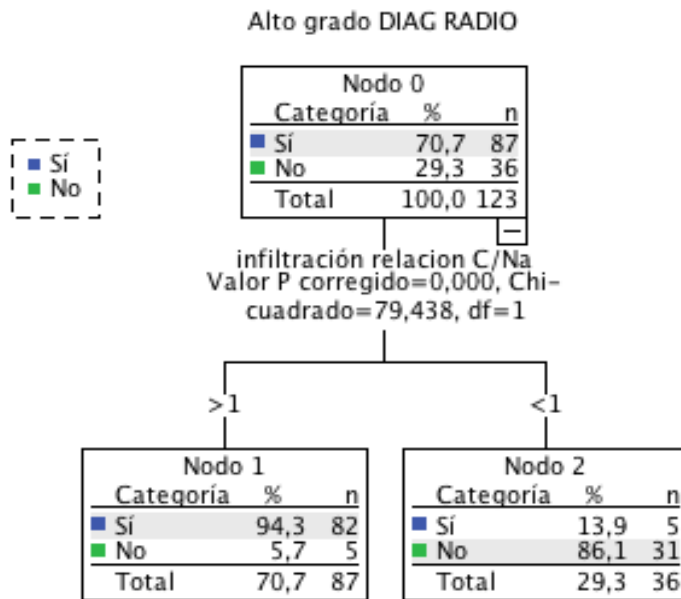 Alto grado DIAG RADIO
Nodo 0
Categoría % n
Sí 70,7 87
No 29,3 36
Total 100,0 123
Sí
No
infiltración relacion C/Na
Valor P corregido=0,000, Chi-
cuadrado=79,438, df=1
>1
<1
Nodo 1
Categoría % n
Sí 94,3 82
No 5,7 5
Total 70,7 87
Nodo 2
Categoría % n
Sí 13,9 5
No 86,1 31
Total 29,3 36